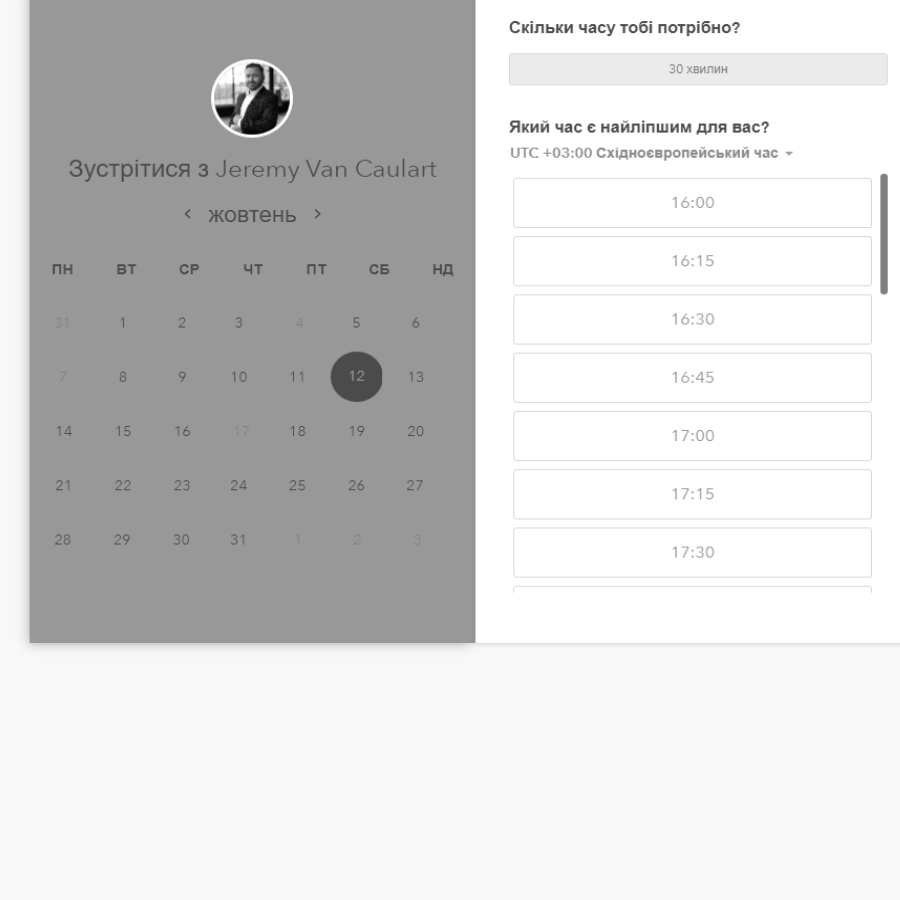 Зустрітися з Jeremy Van Caulart
жовтень
ПН ВТ СР ЧТ ПТ СБ НД
31 1 2 3 4 5 6
7 8 9 10 11 12 13
14 15 16 17 18 19 20
21 22 23 24 25 26 27
28 29 30 31 1 2 3
Скільки часу тобі потрібно?
30 хвилин
Який час є найліпшим для вас?
UTC +03:00 Східноєвропейський час
16:00
16:15
16:30
16:45
17:00
17:15
17:30